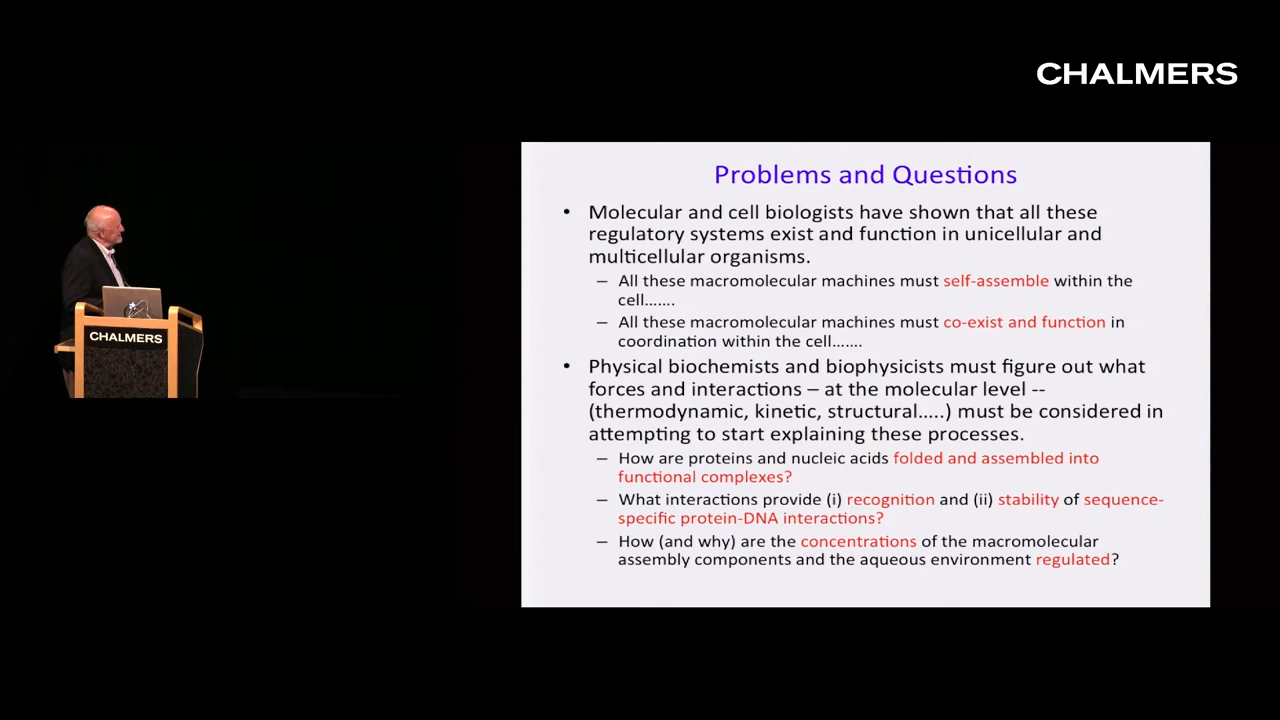 CHALMERS
CHALMERS
Problems and Questions
• Molecular and cell biologists have shown that all these
regulatory systems exist and function in unicellular and
multicellular organisms.
– All these macromolecular machines must self-assemble within the
cell…….
– All these macromolecular machines must co-exist and function in
coordination within the cell…….
• Physical biochemists and biophysicists must figure out what
forces and interactions – at the molecular level --
(thermodynamic, kinetic, structural…..) must be considered in
attempting to start explaining these processes.
– How are proteins and nucleic acids folded and assembled into
functional complexes?
– What interactions provide (i) recognition and (ii) stability of sequence-
specific protein-DNA interactions?
– How (and why) are the concentrations of the macromolecular
assembly components and the aqueous environment regulated?